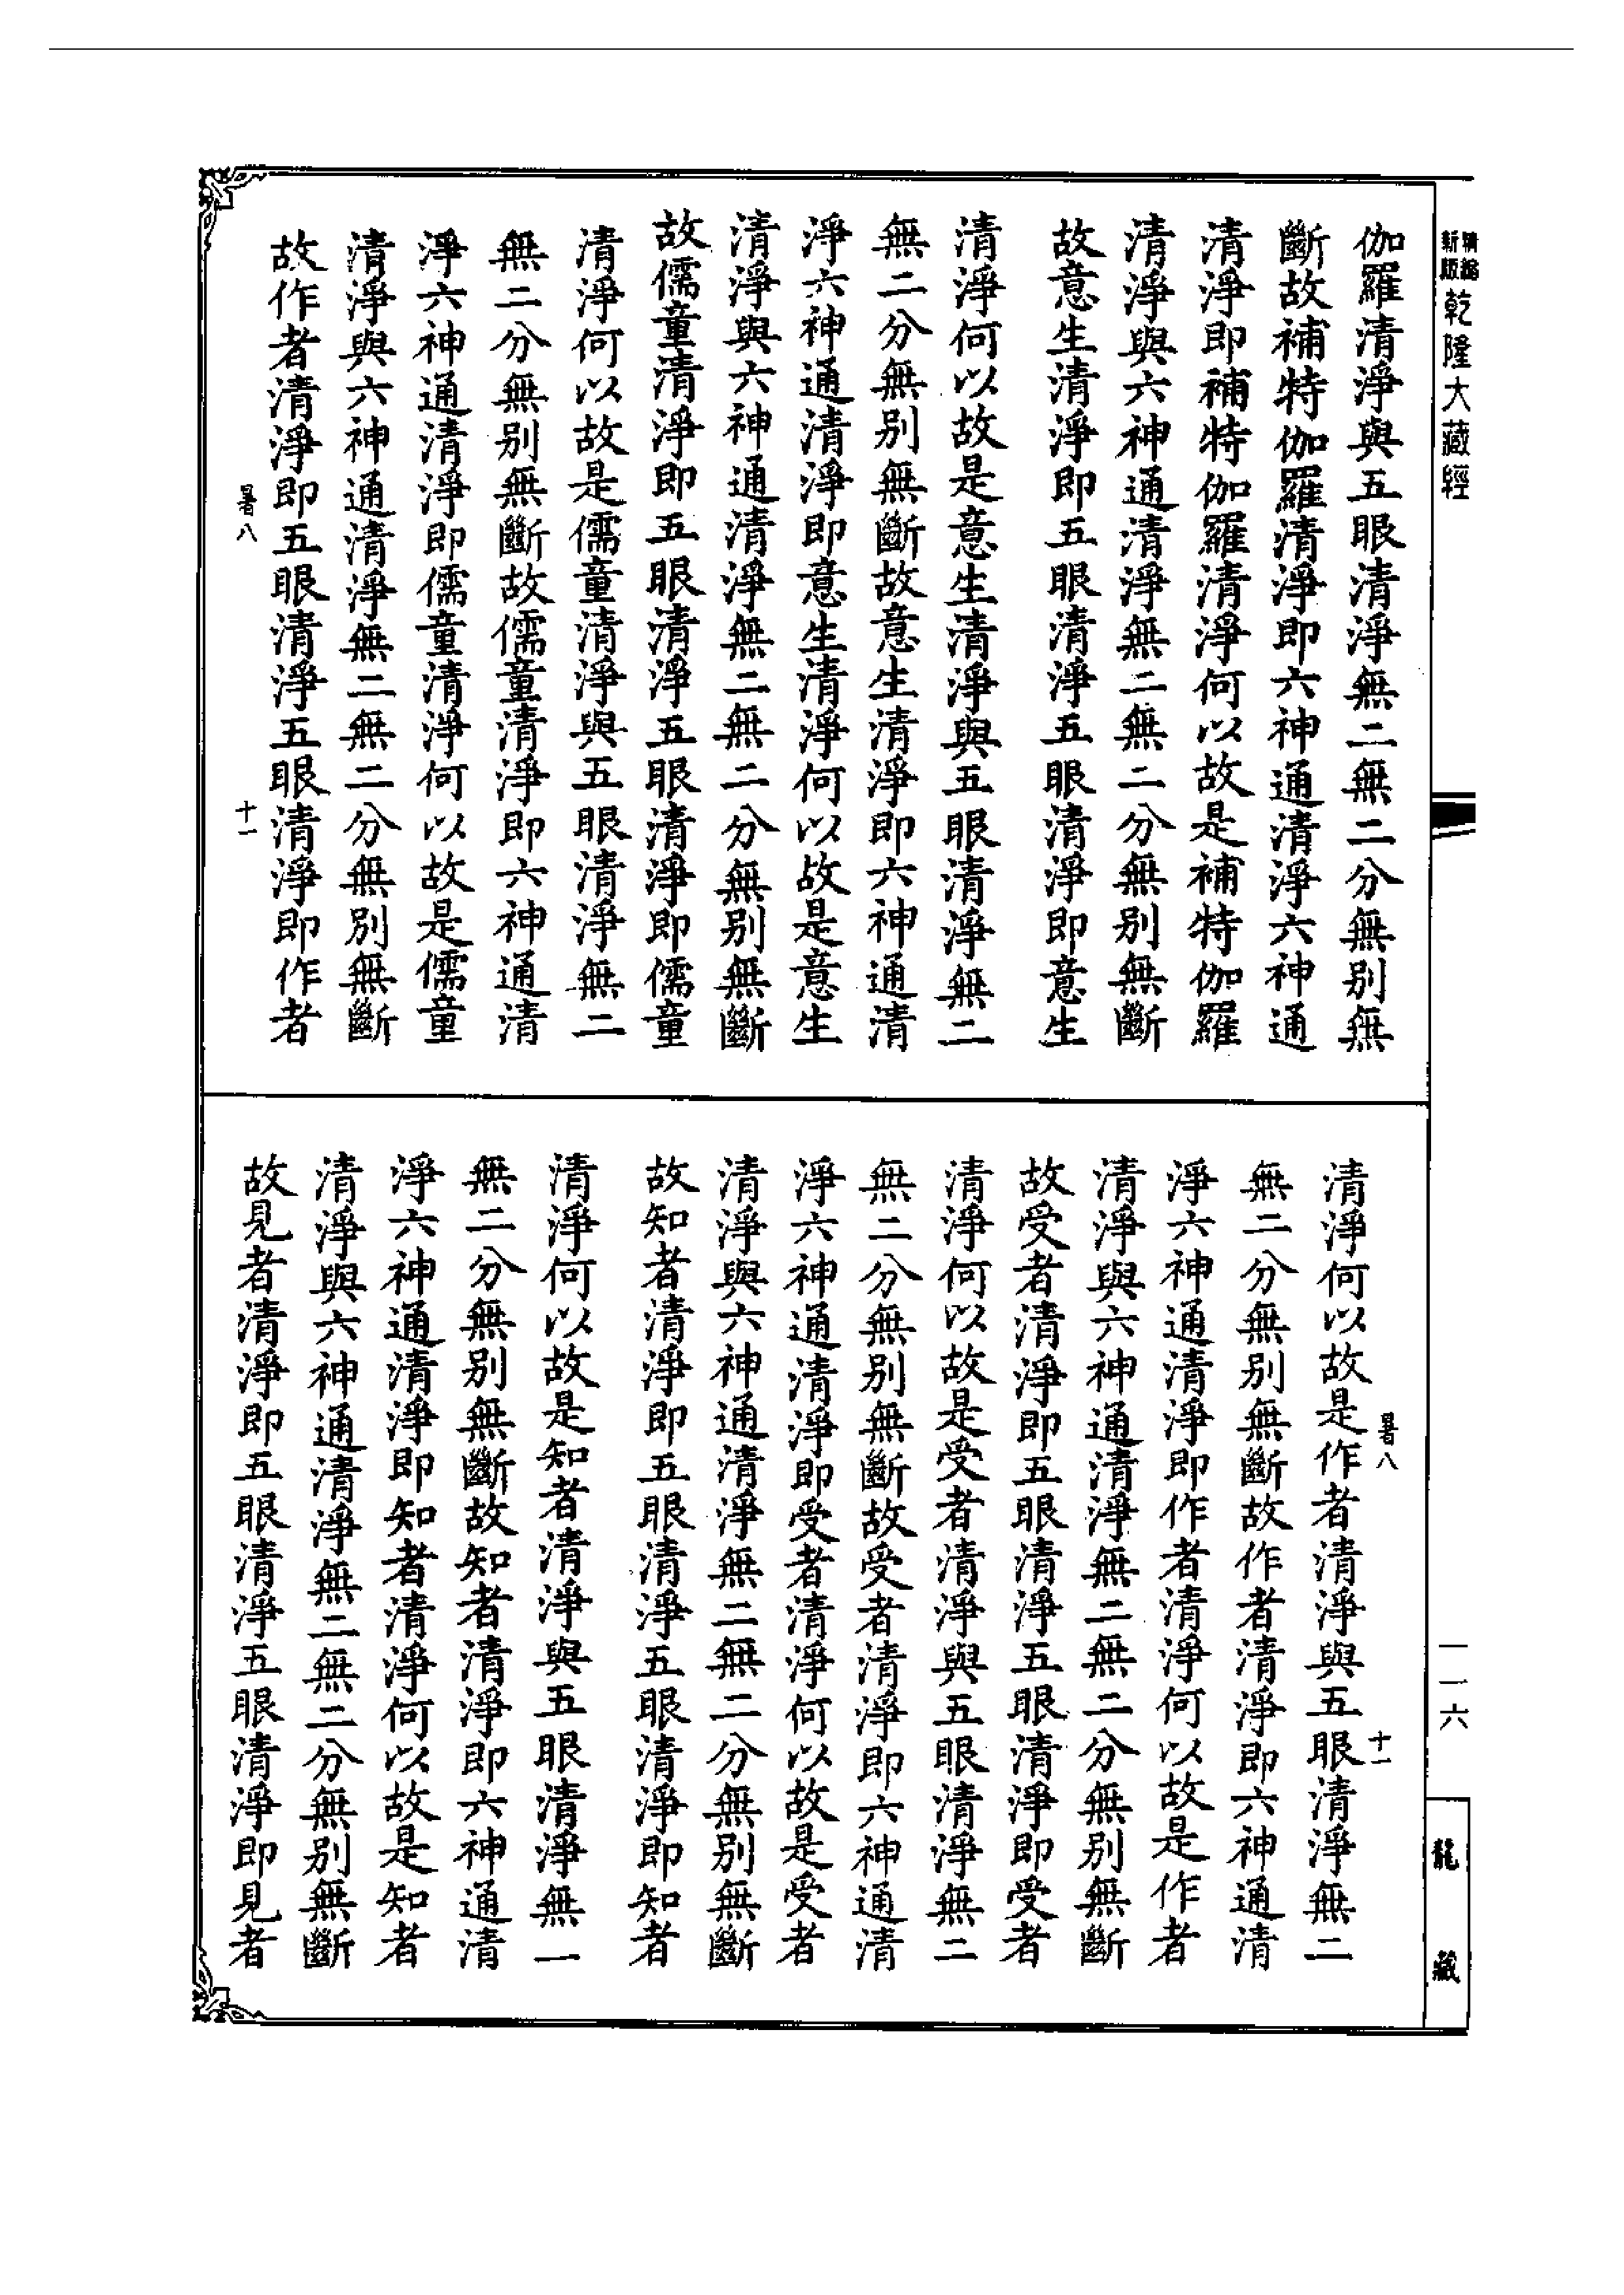 精編
新版
乾隆大藏經
伽羅清淨與五眼清淨無二無二分無別無
斷故補特伽羅清淨即六神通清淨六神通
清淨即補特伽羅清淨何以故是補特伽羅
清淨與六神通清淨無二無二分無別無斷
故意生清淨即五眼清淨五眼清淨即意生
清淨何以故是意生清淨與五眼清淨無二
無二分無別無斷故意生清淨即六神通清
淨六神通清淨即意生清淨何以故是意生
清淨與六神通清淨無二無二分無別無斷
故儒童清淨即五眼清淨五眼清淨即儒童
清淨何以故是儒童清淨與五眼清淨無二
無二分無別無斷故儒童清淨即六神通清
淨六神通清淨即儒童清淨何以故是儒童
清淨與六神通清淨無二無二分無別無斷
故作者清淨即五眼清淨五眼清淨即作者
暑八
十一
暑八
十一
清淨何以故是作者清淨與五眼清淨無二
無二分無別無斷故作者清淨即六神通清
淨六神通清淨即作者清淨何以故是作者
清淨與六神通清淨無二無二分無別無斷
故受者清淨即五眼清淨五眼清淨即受者
清淨何以故是受者清淨與五眼清淨無二
無二分無別無斷故受者清淨即六神通清
淨六神通清淨即受者清淨何以故是受者
清淨與六神通清淨無二無二分無別無斷
故知者清淨即五眼清淨五眼清淨即知者
清淨何以故是知者清淨與五眼清淨無一
無二分無別無斷故知者清淨即六神通清
淨六神通清淨即知者清淨何以故是知者
清淨與六神通清淨無二無二分無別無斷
故見者清淨即五眼清淨五眼清淨即見者
一一六
龍藏